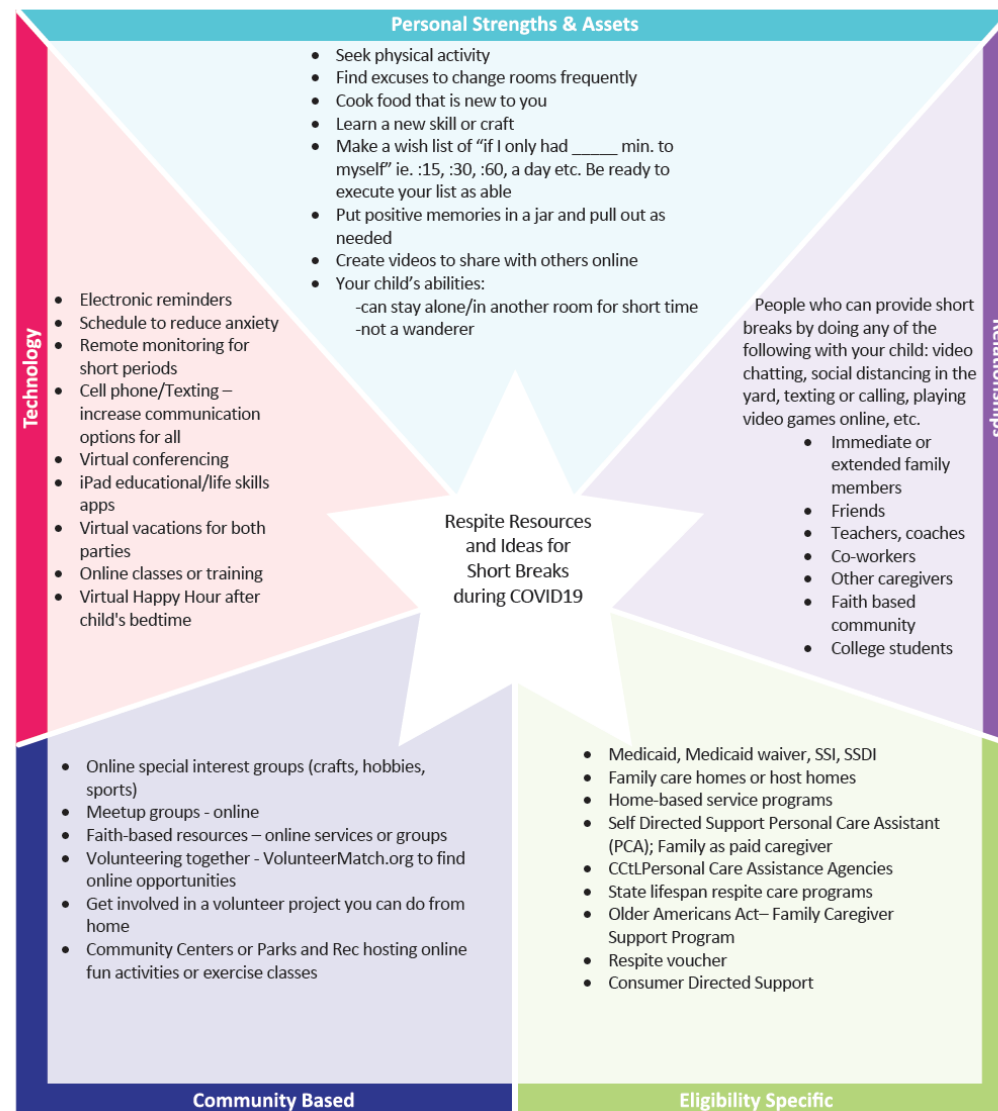 Personal Strengths & Assets
• Seek physical activity
• Find excuses to change rooms frequently
• Cook food that is new to you
• Learn a new skill or craft
• Make a wish list of “if I only had _____ min. to
myself” ie. :15, :30, :60, a day etc. Be ready to
execute your list as able
• Put positive memories in a jar and pull out as
needed
• Create videos to share with others online
• Your child’s abilities:
-can stay alone/in another room for short time
-not a wanderer
Technology
• Electronic reminders
• Schedule to reduce anxiety
• Remote monitoring for
short periods
• Cell phone/Texting –
increase communication
options for all
• Virtual conferencing
• iPad educational/life skills
apps
• Virtual vacations for both
parties
• Online classes or training
• Virtual Happy Hour after
child's bedtime
Respite Resources
and Ideas for
Short Breaks
during COVID19
Relationships
People who can provide short
breaks by doing any of the
following with your child: video
chatting, social distancing in the
yard, texting or calling, playing
video games online, etc.
• Immediate or
extended family
members
• Friends
• Teachers, coaches
• Co-workers
• Other caregivers
• Faith based
community
• College students
• Online special interest groups (crafts, hobbies,
sports)
• Meetup groups - online
• Faith-based resources – online services or groups
• Volunteering together - VolunteerMatch.org to find
online opportunities
• Get involved in a volunteer project you can do from
home
• Community Centers or Parks and Rec hosting online
fun activities or exercise classes
Community Based
• Medicaid, Medicaid waiver, SSI, SSDI
• Family care homes or host homes
• Home-based service programs
• Self Directed Support Personal Care Assistant
(PCA); Family as paid caregiver
• CCtLPersonal Care Assistance Agencies
• State lifespan respite care programs
• Older Americans Act– Family Caregiver
Support Program
• Respite voucher
• Consumer Directed Support
Eligibility Specific